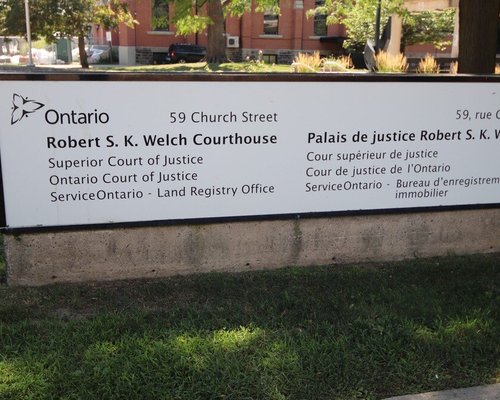 Ontario
59 Church Street
Robert S. K. Welch Courthouse
Superior Court of Justice
Ontario Court of Justice
ServiceOntario - Land Registry Office
59, rue
Palais de justice Robert S. K.
Cour supérieur de justice
Cour de justice de l'Ontario
ServiceOntario - Bureau d'enregistrem
immobilier